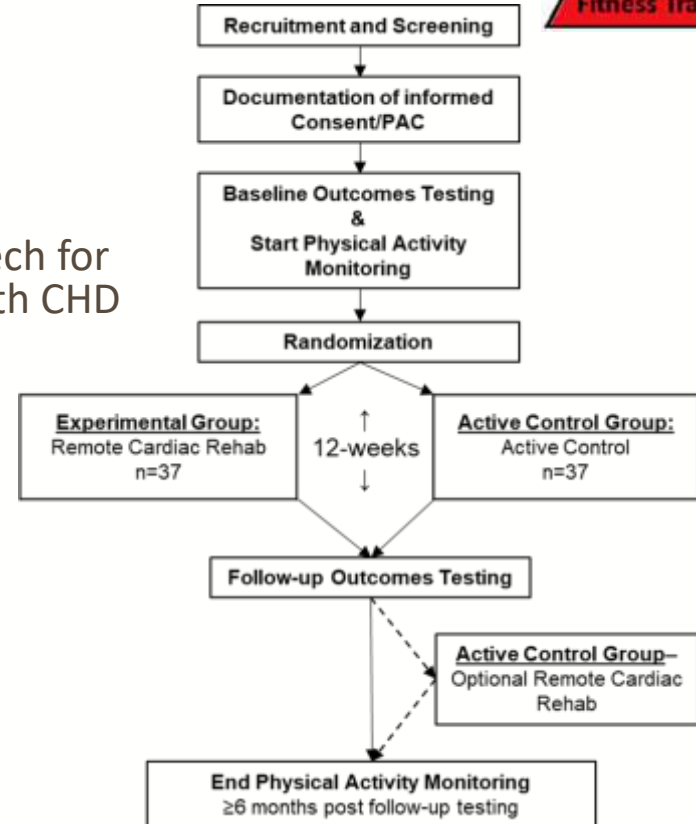 Fitness
Recruitment and Screening
Documentation of informed
Consent/PAC
Baseline Outcomes Testing
&
Start Physical Activity
Monitoring
ech for
th CHD
Randomization
Experimental Group:
Remote Cardiac Rehab
n=37
↑
12-weeks
↓
Active Control Group:
Active Control
n=37
Follow-up Outcomes Testing
Active Control Group–
Optional Remote Cardiac
Rehab
End Physical Activity Monitoring
≥6 months post follow-up testing